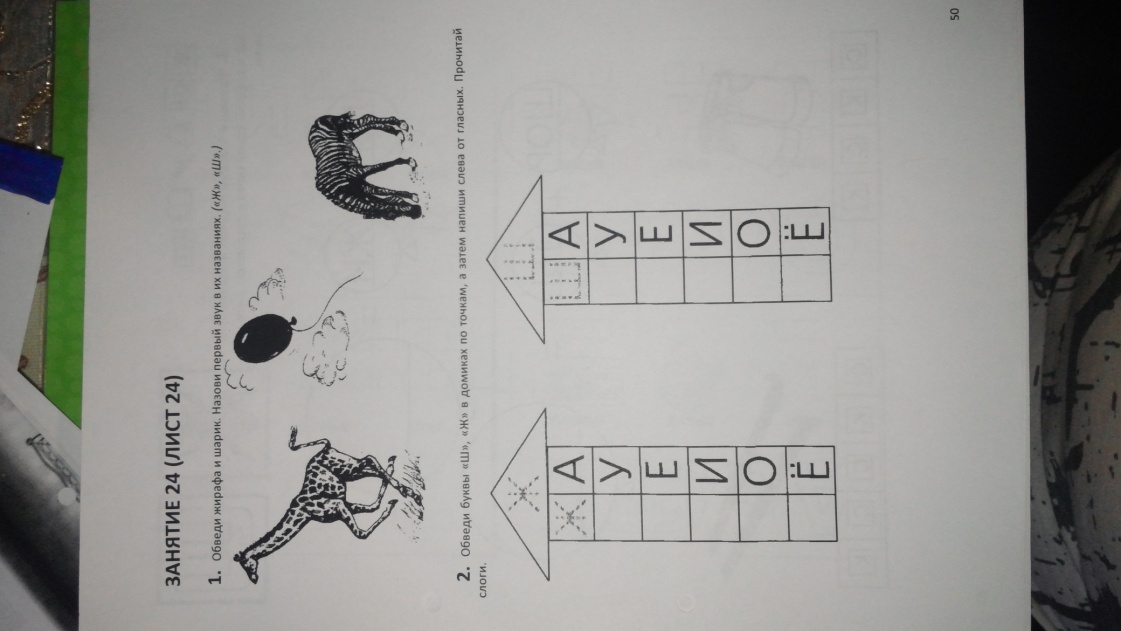 ЗАНЯТИЕ 24 (ЛИСТ 24)
1. Обведи жирафа и шарик. Назови первый звук в их названиях. («Ж», «Ш».)
2. Обведи буквы «Ш», «Ж» в домиках по точкам, а затем напиши слева от гласных. Прочитай
слоги.
Ж
Ж А
У
Е
И
О
Ё
Ш
Ш А
У
Е
И
О
Ё
50